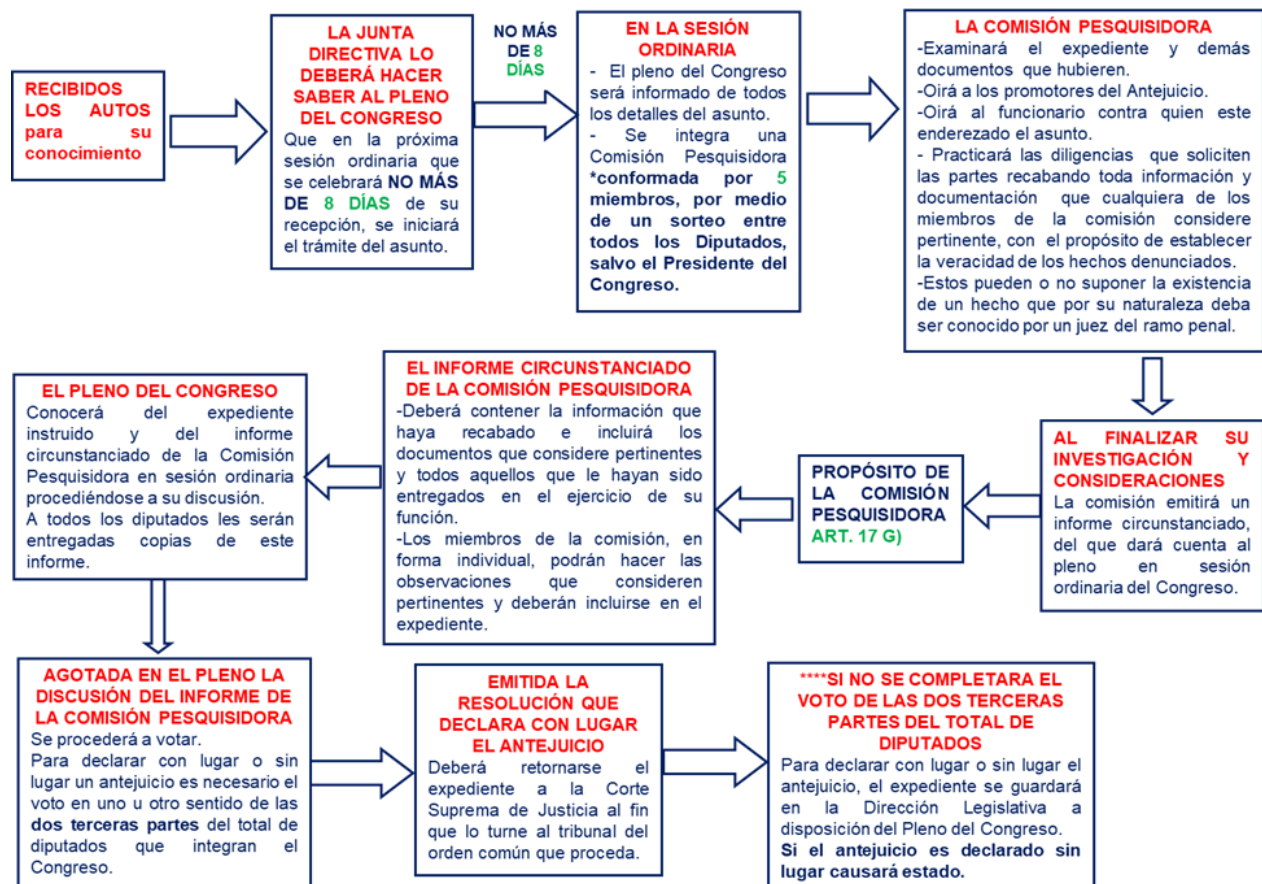 RECIBIDOS
LOS AUTOS
para su
conocimiento
LA JUNTA
DIRECTIVA LO
DEBERÁ HACER
SABER AL PLENO
DEL CONGRESO
Que en la próxima
sesión ordinaria que
se celebrará NO MÁS
DE 8 DÍAS de su
recepción, se iniciará
el trámite del asunto.
NO MÁS
DE 8
DÍAS
EN LA SESIÓN
ORDINARIA
- El pleno del Congreso
será informado de todos
los detalles del asunto.
- Se integra una
Comisión Pesquisidora
*conformada por 5
miembros, por medio
de un sorteo entre
todos los Diputados,
salvo el Presidente del
Congreso.
LA COMISIÓN PESQUISIDORA
-Examinará el expediente y demás
documentos que hubieren.
-Oirá a los promotores del Antejuicio.
-Oirá al funcionario contra quien este
enderezado el asunto.
- Practicará las diligencias que soliciten
las partes recabando toda información y
documentación que cualquiera de los
miembros de la comisión considere
pertinente, con el propósito de establecer
la veracidad de los hechos denunciados.
-Estos pueden o no suponer la existencia
de un hecho que por su naturaleza deba
ser conocido por un juez del ramo penal.
AL FINALIZAR SU
INVESTIGACIÓN Y
CONSIDERACIONES
La comisión emitirá un
informe circunstanciado,
del que dará cuenta al
pleno en sesión
ordinaria del Congreso.
PROPÓSITO DE
LA COMISIÓN
PESQUISIDORA
ART. 17 G)
EL INFORME CIRCUNSTANCIADO
DE LA COMISIÓN PESQUISIDORA
-Deberá contener la información que
haya recabado e incluirá los
documentos que considere pertinentes
y todos aquellos que le hayan sido
entregados en el ejercicio de su
función.
-Los miembros de la comisión, en
forma individual, podrán hacer las
observaciones que consideren
pertinentes y deberán incluirse en el
expediente.
EL PLENO DEL CONGRESO
Conocerá del expediente
instruido y del informe
circunstanciado de la Comisión
Pesquisidora en sesión ordinaria
procediéndose a su discusión.
A todos los diputados les serán
entregadas copias de este
informe.
AGOTADA EN EL PLENO LA
DISCUSIÓN DEL INFORME DE
LA COMISIÓN PESQUISIDORA
Se procederá a votar.
Para declarar con lugar o sin
lugar un antejuicio es necesario el
voto en uno u otro sentido de las
dos terceras partes del total de
diputados que integran el
Congreso.
EMITIDA LA
RESOLUCIÓN QUE
DECLARA CON LUGAR
EL ANTEJUICIO
Deberá retornarse el
expediente a la Corte
Suprema de Justicia al fin
que lo turne al tribunal del
orden común que proceda.
****SI NO SE COMPLETARA EL
VOTO DE LAS DOS TERCERAS
PARTES DEL TOTAL DE
DIPUTADOS
Para declarar con lugar o sin lugar el
antejuicio, el expediente se guardará
en la Dirección Legislativa a
disposición del Pleno del Congreso.
Si el antejuicio es declarado sin
lugar causará estado.